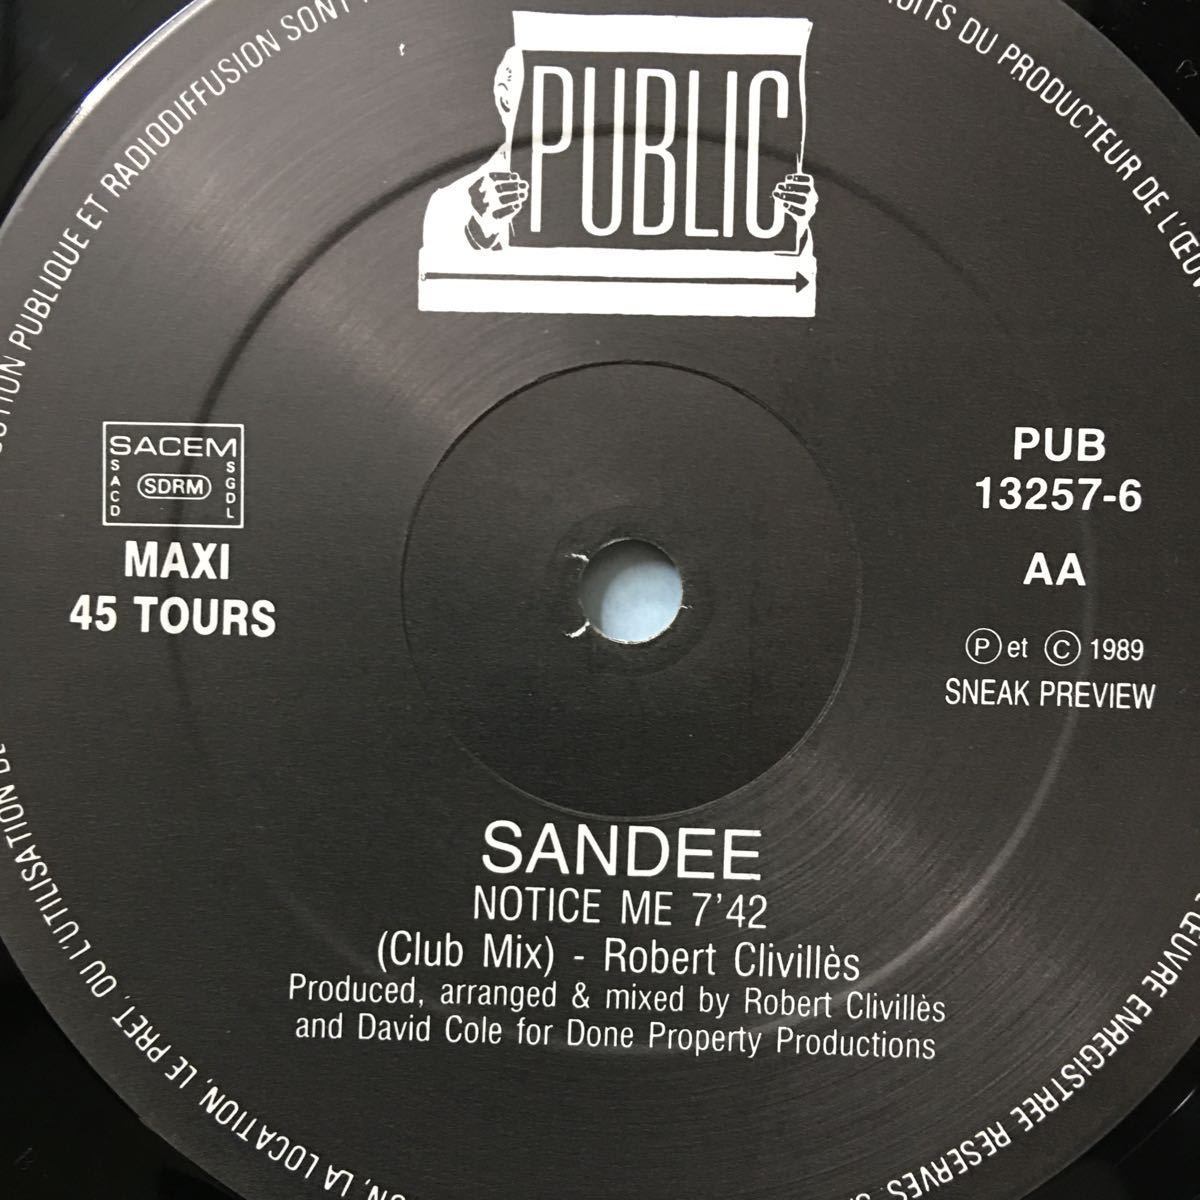 PUBLIC
SACEM
SACD
SDRM
SGDL
MAXI
45 TOURS
PUB
13257-6
AA
Ⓟ et Ⓒ 1989
SNEAK PREVIEW
SANDEE
NOTICE ME 7'42
(Club Mix) - Robert Clivillès
Produced, arranged & mixed by Robert Clivillès
and David Cole for Done Property Productions
DU PRODUCTEUR DE L'ŒUV
ŒUVRE ENREGISTREE RESERVES.
LA LOCATION, LE PRET, OU L'UTILISATION DE
PUBLIQUE ET RADIODIFFUSION SONT